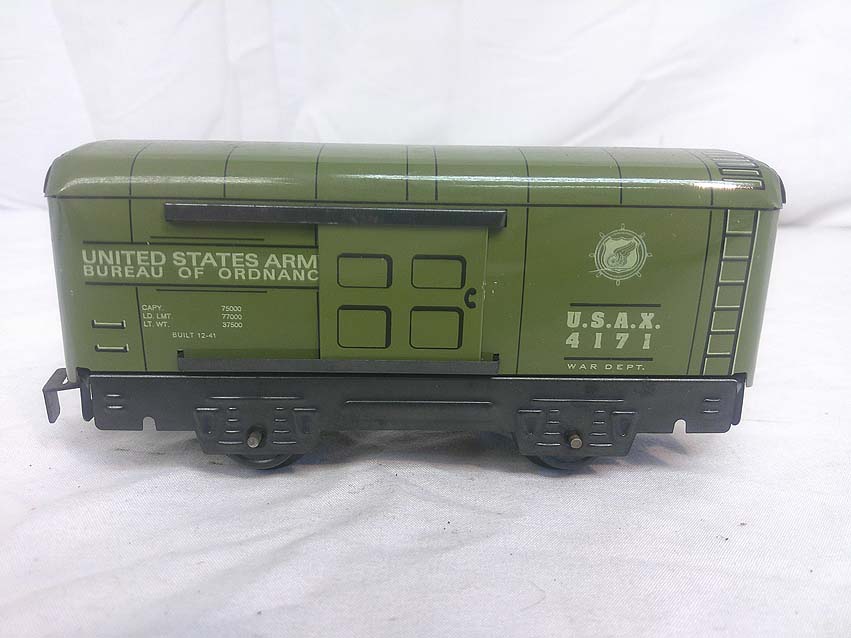 UNITED STATES ARM
BUREAU OF ORDNANC
CAPY. 75000
LD. LMT 77000
LT. WT. 37500
BUILT 12-41
U.S.A.X.
4171
WAR DEPT.